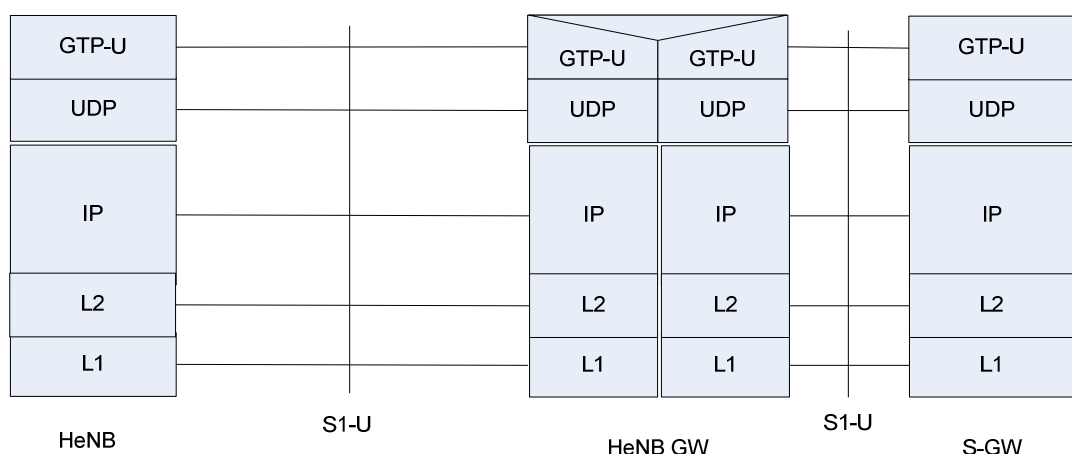 GTP-U
GTP-U GTP-U
GTP-U
UDP
UDP UDP
UDP
IP
IP IP
IP
L2
L2 L2
L2
L1
L1 L1
L1
S1-U
S1-U
HeNB
HeNB GW
S-GW